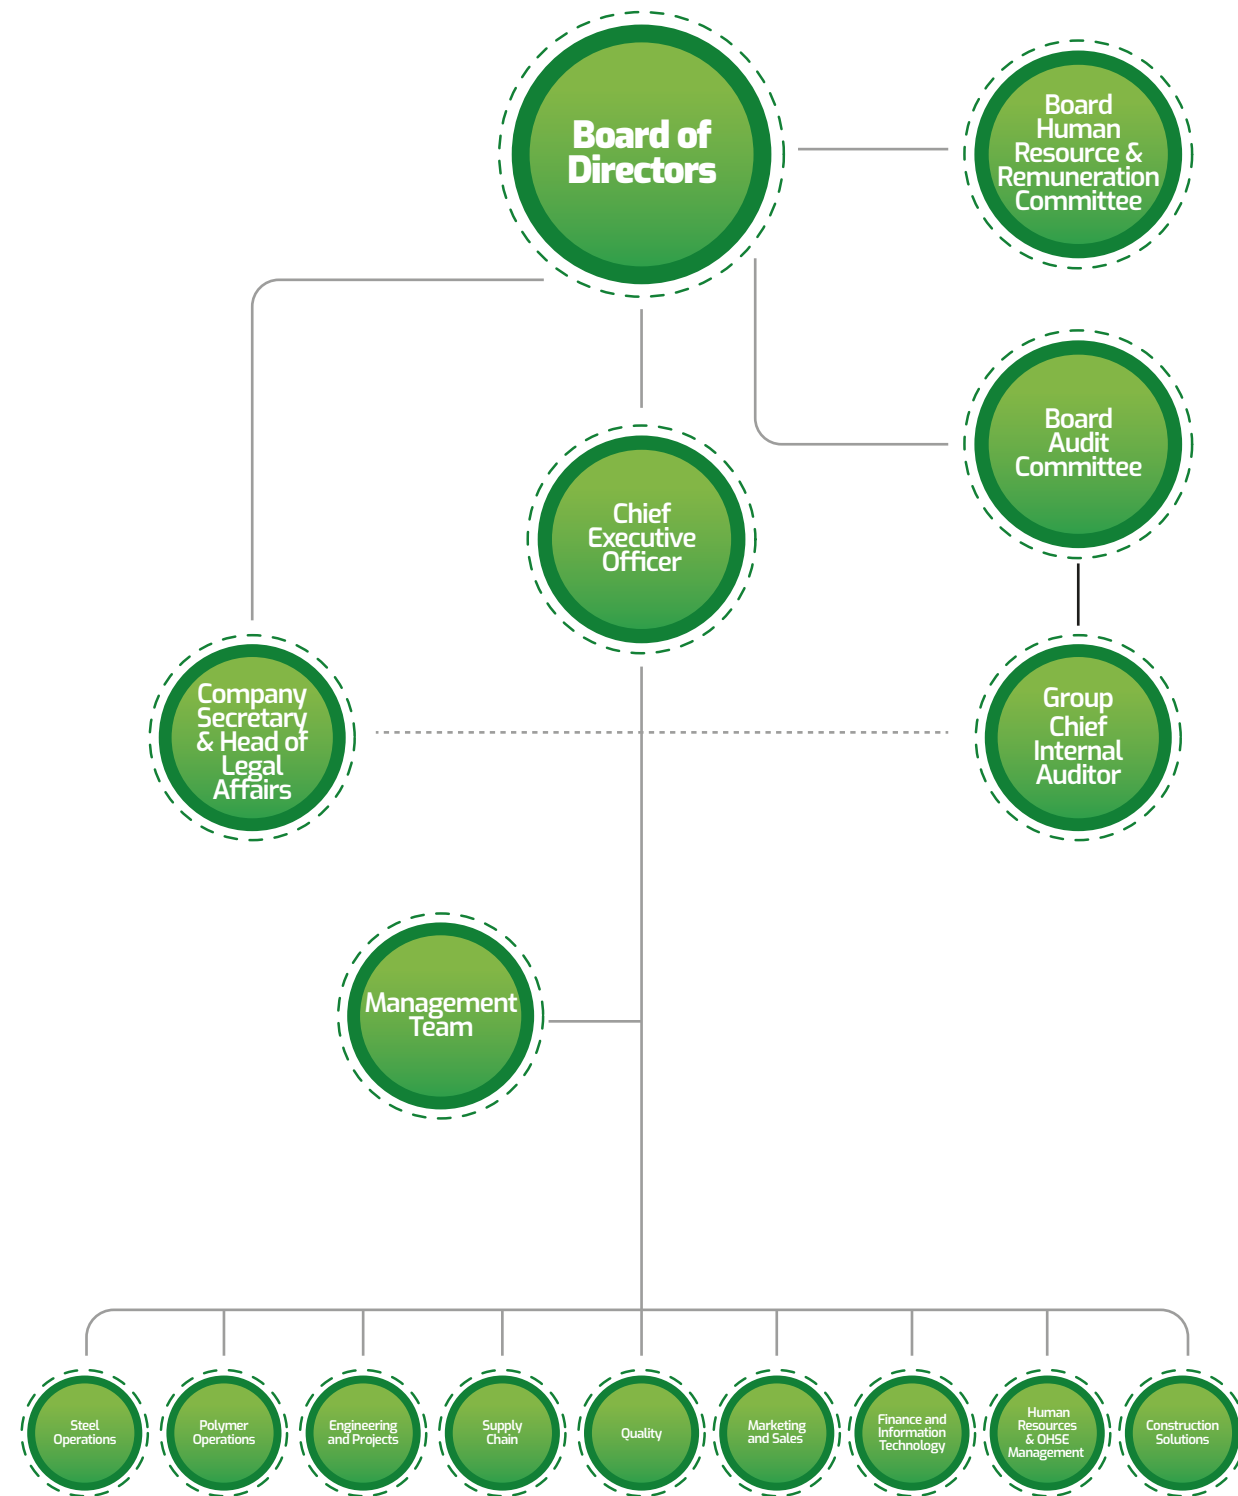 Board of
Directors
Board
Human
Resource &
Remuneration
Committee
Board
Audit
Committee
Chief
Executive
Officer
Company
Secretary
& Head of
Legal
Affairs
Group
Chief
Internal
Auditor
Management
Team
Steel
Operations
Polymer
Operations
Engineering
and Projects
Supply
Chain
Quality
Marketing
and Sales
Finance and
Information
Technology
Human
Resources
& OHSE
Management
Construction
Solutions